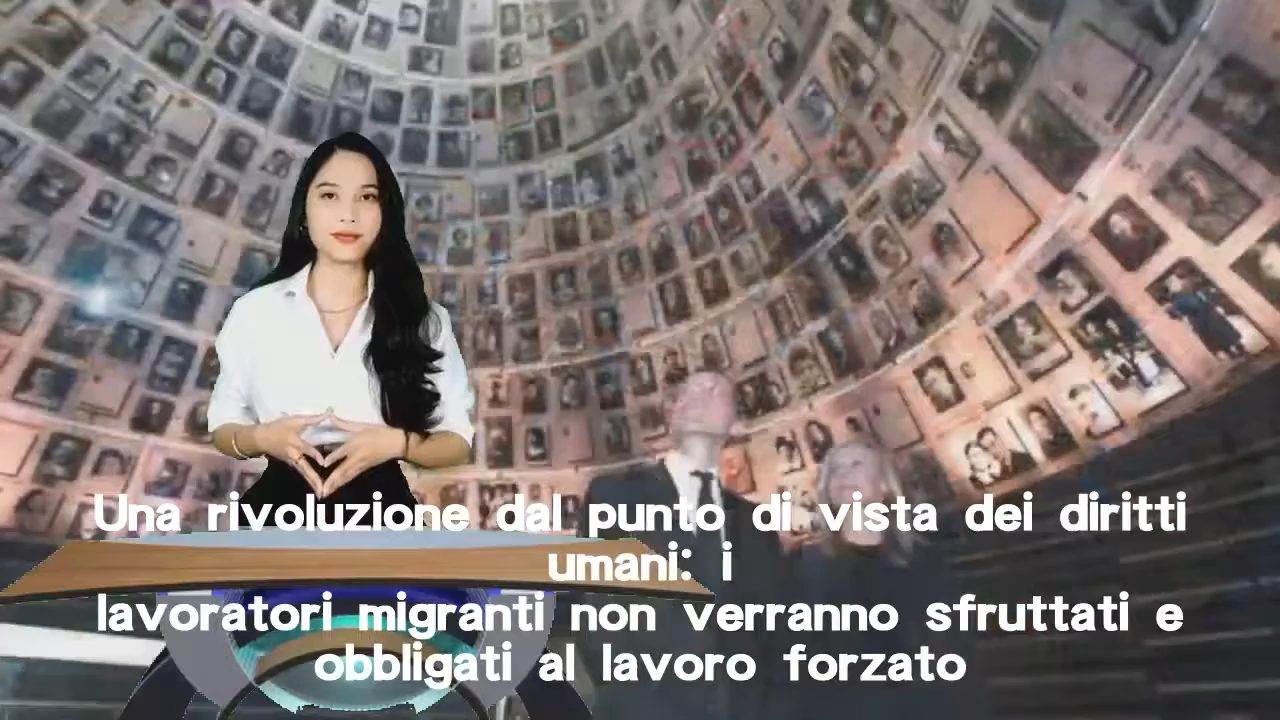 Una rivoluzione dal punto di vista dei diritti
umani: i
lavoratori migranti non verranno sfruttati e
obbligati al lavoro forzato